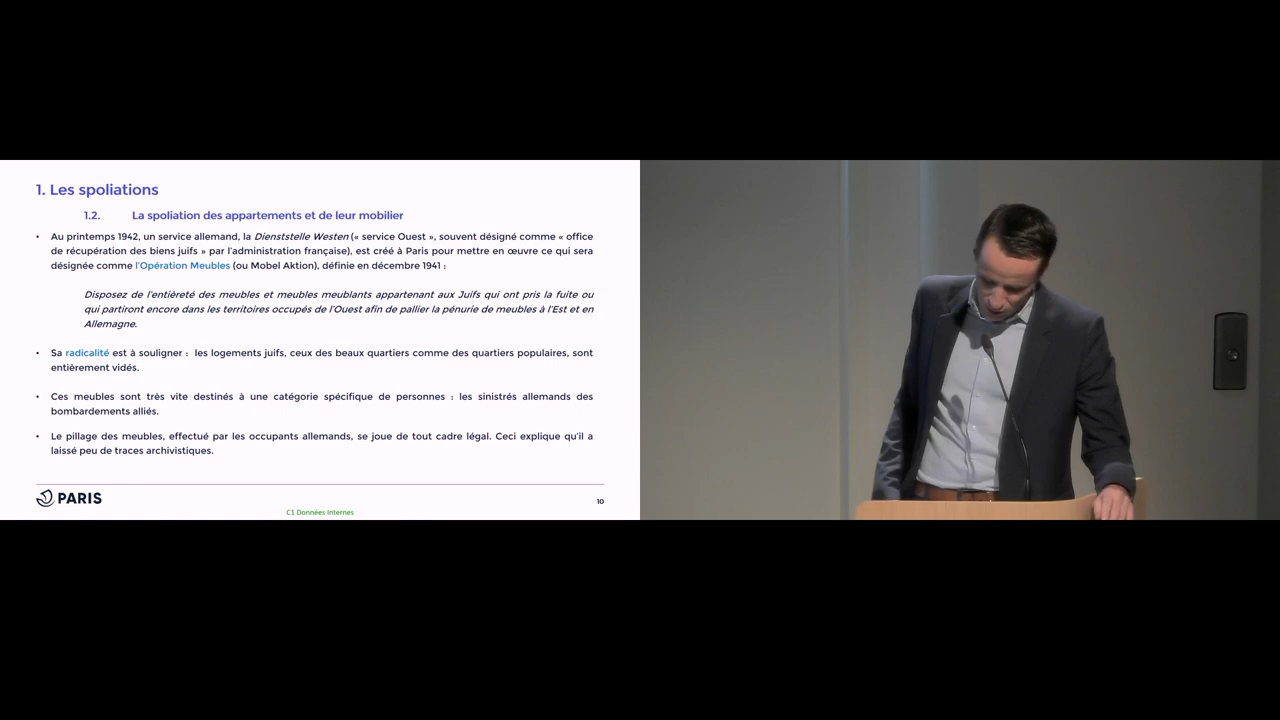 1. Les spoliations
1.2. La spoliation des appartements et de leur mobilier
• Au printemps 1942, un service allemand, la Dienststelle Westen (« service Ouest », souvent désigné comme « office
de récupération des biens juifs » par l'administration française), est créé à Paris pour mettre en œuvre ce qui sera
désignée comme l'Opération Meubles (ou Mobel Aktion), définie en décembre 1941 :
Disposez de l'entièreté des meubles et meubles meublants appartenant aux Juifs qui ont pris la fuite ou
qui partiront encore dans les territoires occupés de l'Ouest afin de pallier la pénurie de meubles à l'Est et en
Allemagne.
• Sa radicalité est à souligner : les logements juifs, ceux des beaux quartiers comme des quartiers populaires, sont
entièrement vidés.
• Ces meubles sont très vite destinés à une catégorie spécifique de personnes : les sinistrés allemands des
bombardements alliés.
• Le pillage des meubles, effectué par les occupants allemands, se joue de tout cadre légal. Ceci explique qu'il a
laissé peu de traces archivistiques.
PARIS
10
C1 Données Internes